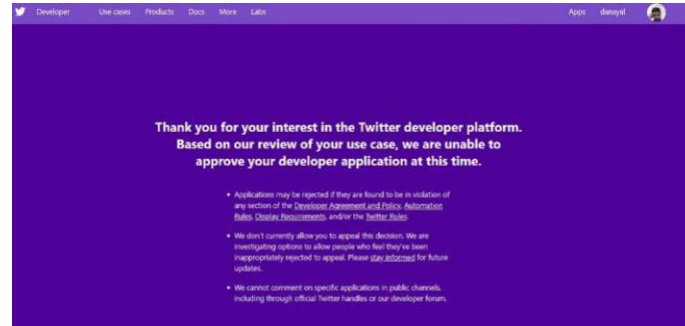 Developer Use cases Products Docs More Labs Apps danayal
Thank you for your interest in the Twitter developer platform.
Based on our review of your use case, we are unable to
approve your developer application at this time.
• Applications may be rejected if they are found to be in violation of
any section of the Developer Agreement and Policy, Automation
Rules, Display Requirements, and/or the Twitter Rules.
• We don't currently allow you to appeal this decision. We are
investigating options to allow people who feel they've been
inappropriately rejected to appeal. Please stay informed for future
updates.
• We cannot comment on specific applications in public channels,
including through official Twitter handles or our developer forum.